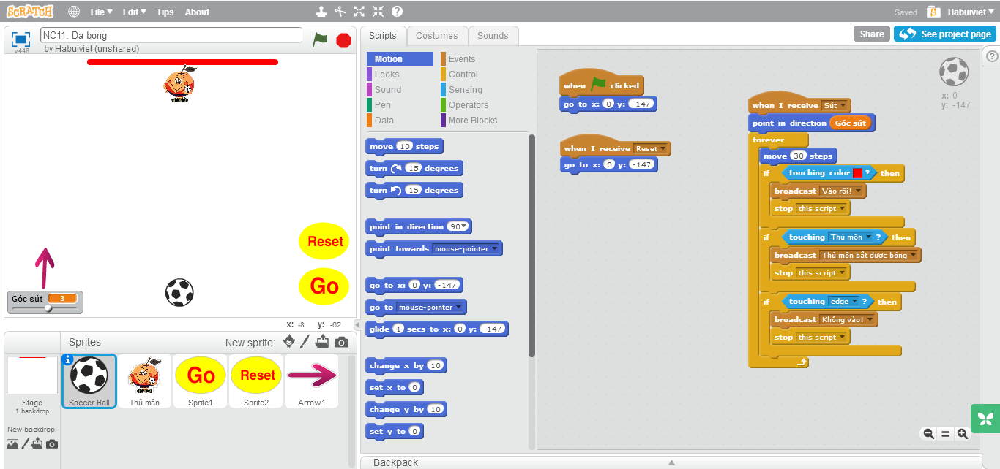 SCRATCH
File Edit Tips About
Saved
Habuiviet
v448
NC11. Da bong
by Habuiviet (unshared)
Reset
Go
Góc sút 3
x: -8 y: -62
Sprites
New sprite:
Stage
1 backdrop
New backdrop:
Soccer Ball
Thủ môn
Go
Sprite1
Reset
Sprite2
Arrow1
Scripts
Costumes
Sounds
Share
See project page
Motion
Looks
Sound
Pen
Data
Events
Control
Sensing
Operators
More Blocks
move 10 steps
turn 15 degrees
turn 15 degrees
point in direction 90
point towards mouse-pointer
go to x: 0 y: -147
go to mouse-pointer
glide 1 secs to x: 0 y: -147
change x by 10
set x to 0
change y by 10
set y to 0
when clicked
go to x: 0 y: -147
when I receive Reset
go to x: 0 y: -147
when I receive Sút
point in direction Góc sút
forever
move 30 steps
if touching color ? then
broadcast Vào rồi!
stop this script
if touching Thủ môn ? then
broadcast Thủ môn bắt được bóng
stop this script
if touching edge ? then
broadcast Không vào!
stop this script
x: 0
y: -147
Backpack